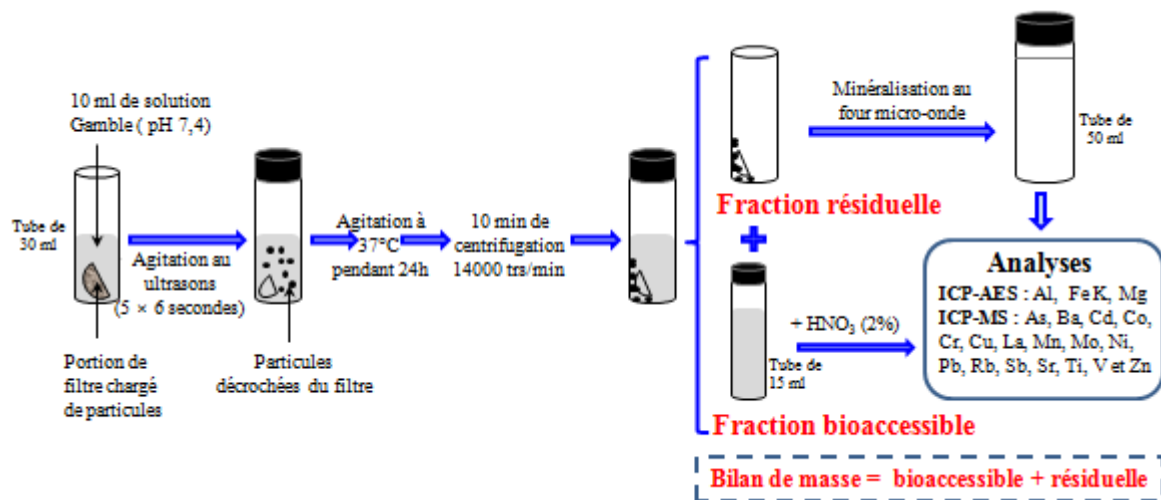 10 ml de solution
Gamble ( pH 7,4)
Tube de
30 ml
Agitation au
ultrasons
(5 × 6 secondes)
Portion de
filtre chargé
de particules
Particules
décrochées du filtre
Agitation à
37°C
pendant 24h
10 min de
centrifugation
14000 trs/min
Minéralisation au
four micro-onde
Tube de
50 ml
Fraction résiduelle
+
+ HNO₃ (2%)
Tube de
15 ml
Fraction bioaccessible
Analyses
ICP-AES : Al, Fe K, Mg
ICP-MS : As, Ba, Cd, Co,
Cr, Cu, La, Mn, Mo, Ni,
Pb, Rb, Sb, Sr, Ti, V et Zn
Bilan de masse = bioaccessible + résiduelle